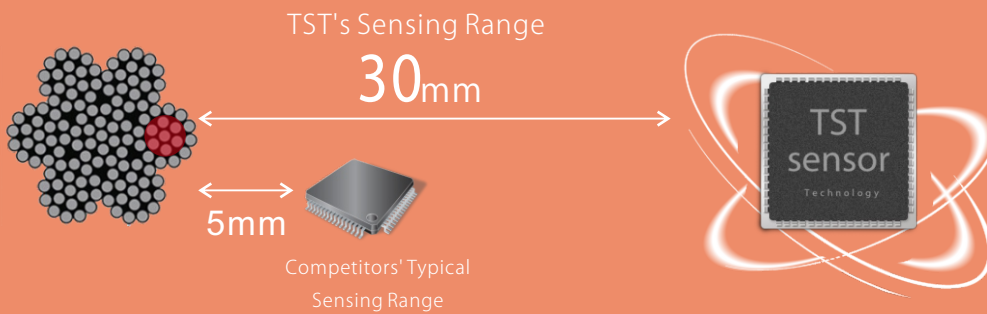 TST's Sensing Range
30mm
TST
sensor
Technology
5mm
Competitors' Typical
Sensing Range